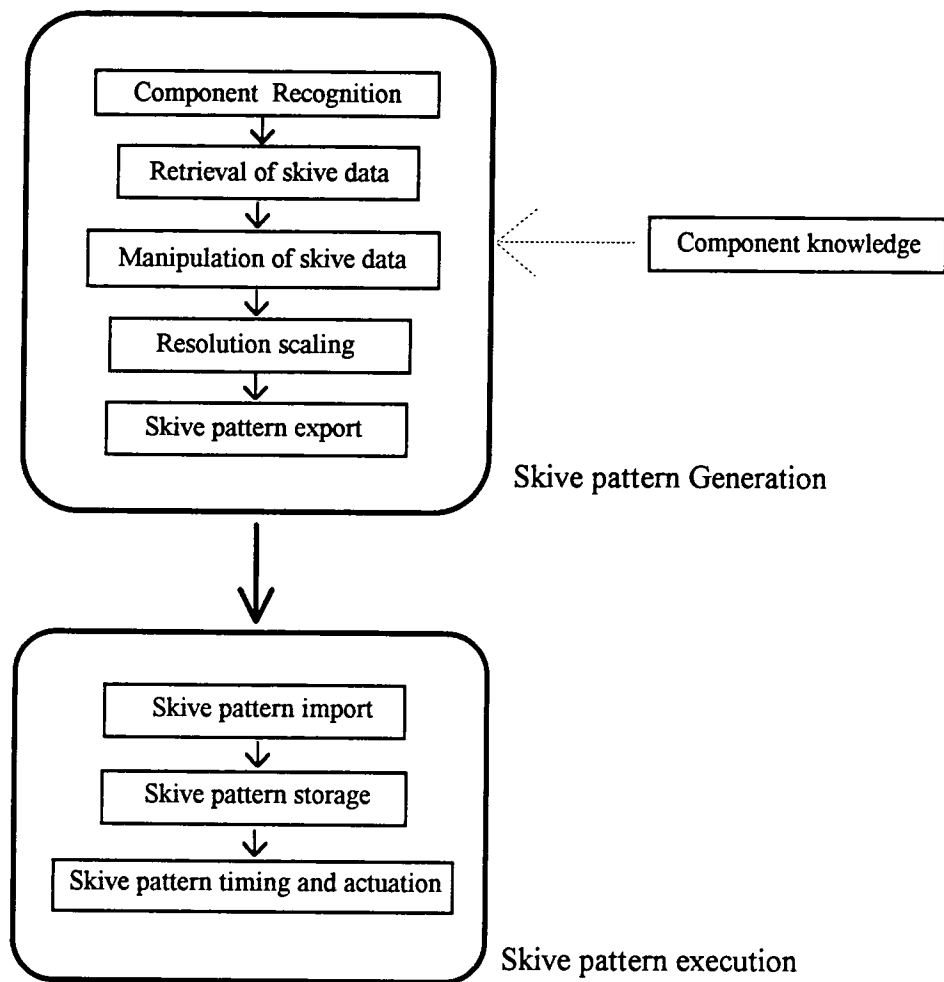 Component Recognition
Retrieval of skive data
Manipulation of skive data
Component knowledge
Resolution scaling
Skive pattern export
Skive pattern Generation
Skive pattern import
Skive pattern storage
Skive pattern timing and actuation
Skive pattern execution